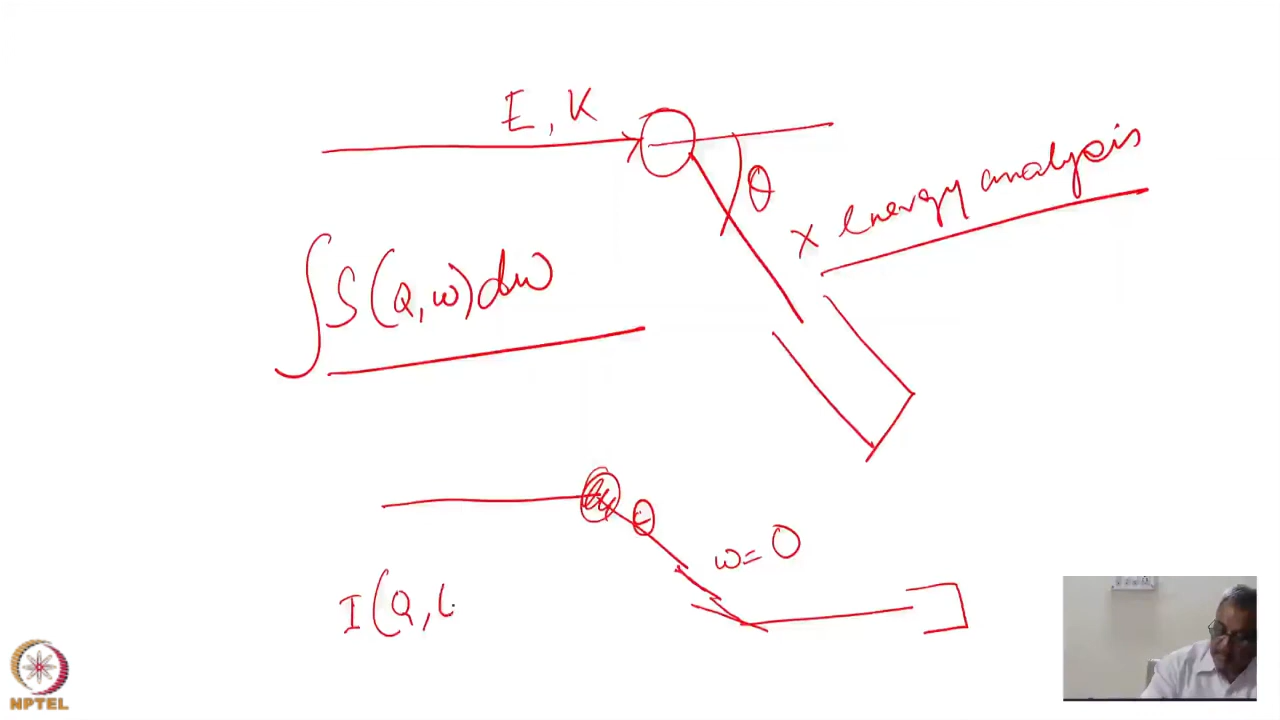 E, K
θ
x energy analysis
∫S(Q,ω)dω
ω=0
I(Q,(
NPTEL